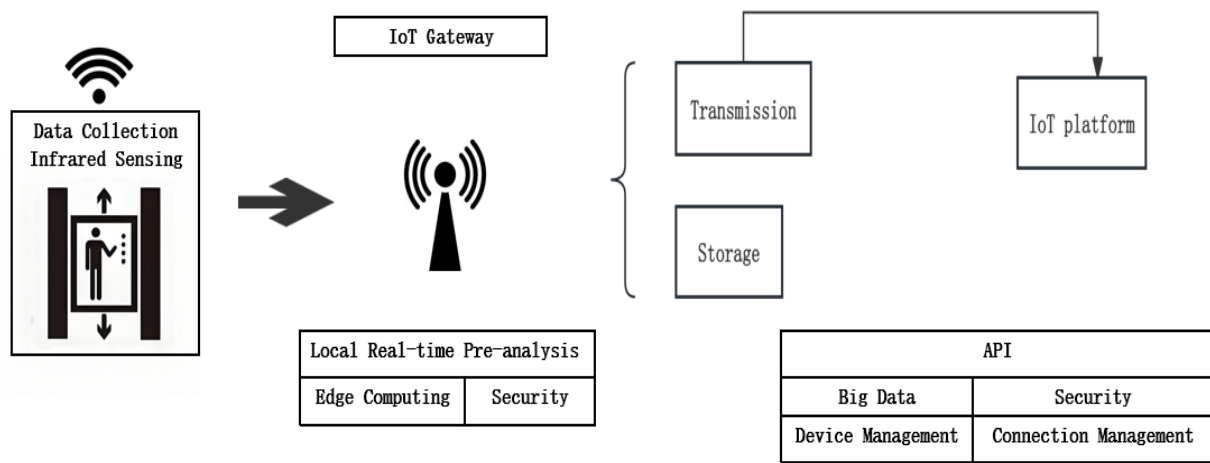 IoT Gateway
Data Collection
Infrared Sensing
Transmission
IoT platform
Storage
Local Real-time Pre-analysis
Edge Computing
Security
API
Big Data
Security
Device Management
Connection Management